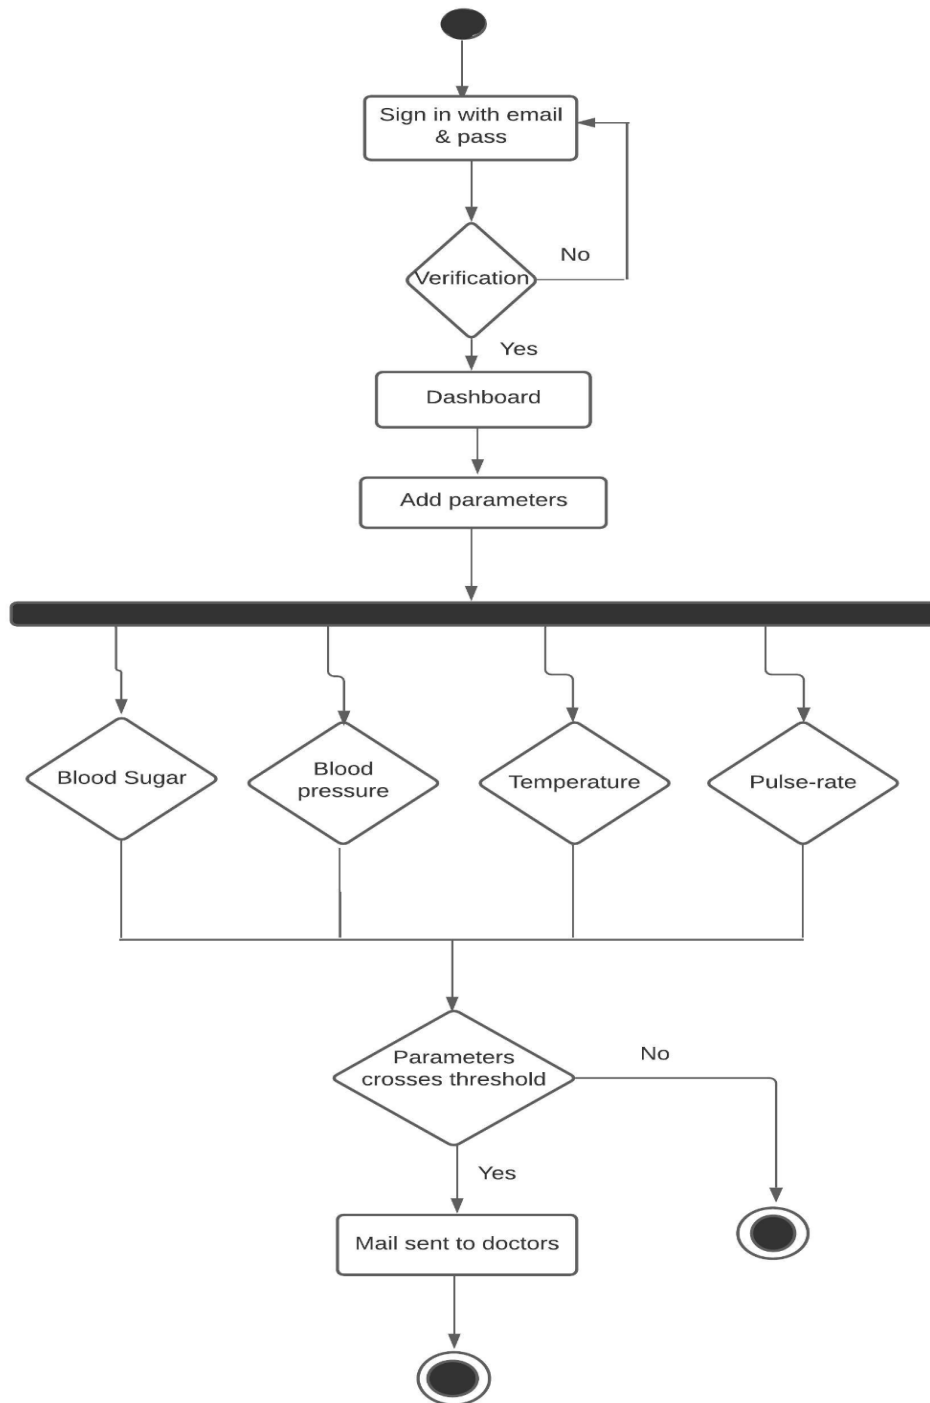 Sign in with email
& pass
Verification
No
Yes
Dashboard
Add parameters
Blood Sugar
Blood
pressure
Temperature
Pulse-rate
Parameters
crosses threshold
No
Yes
Mail sent to doctors